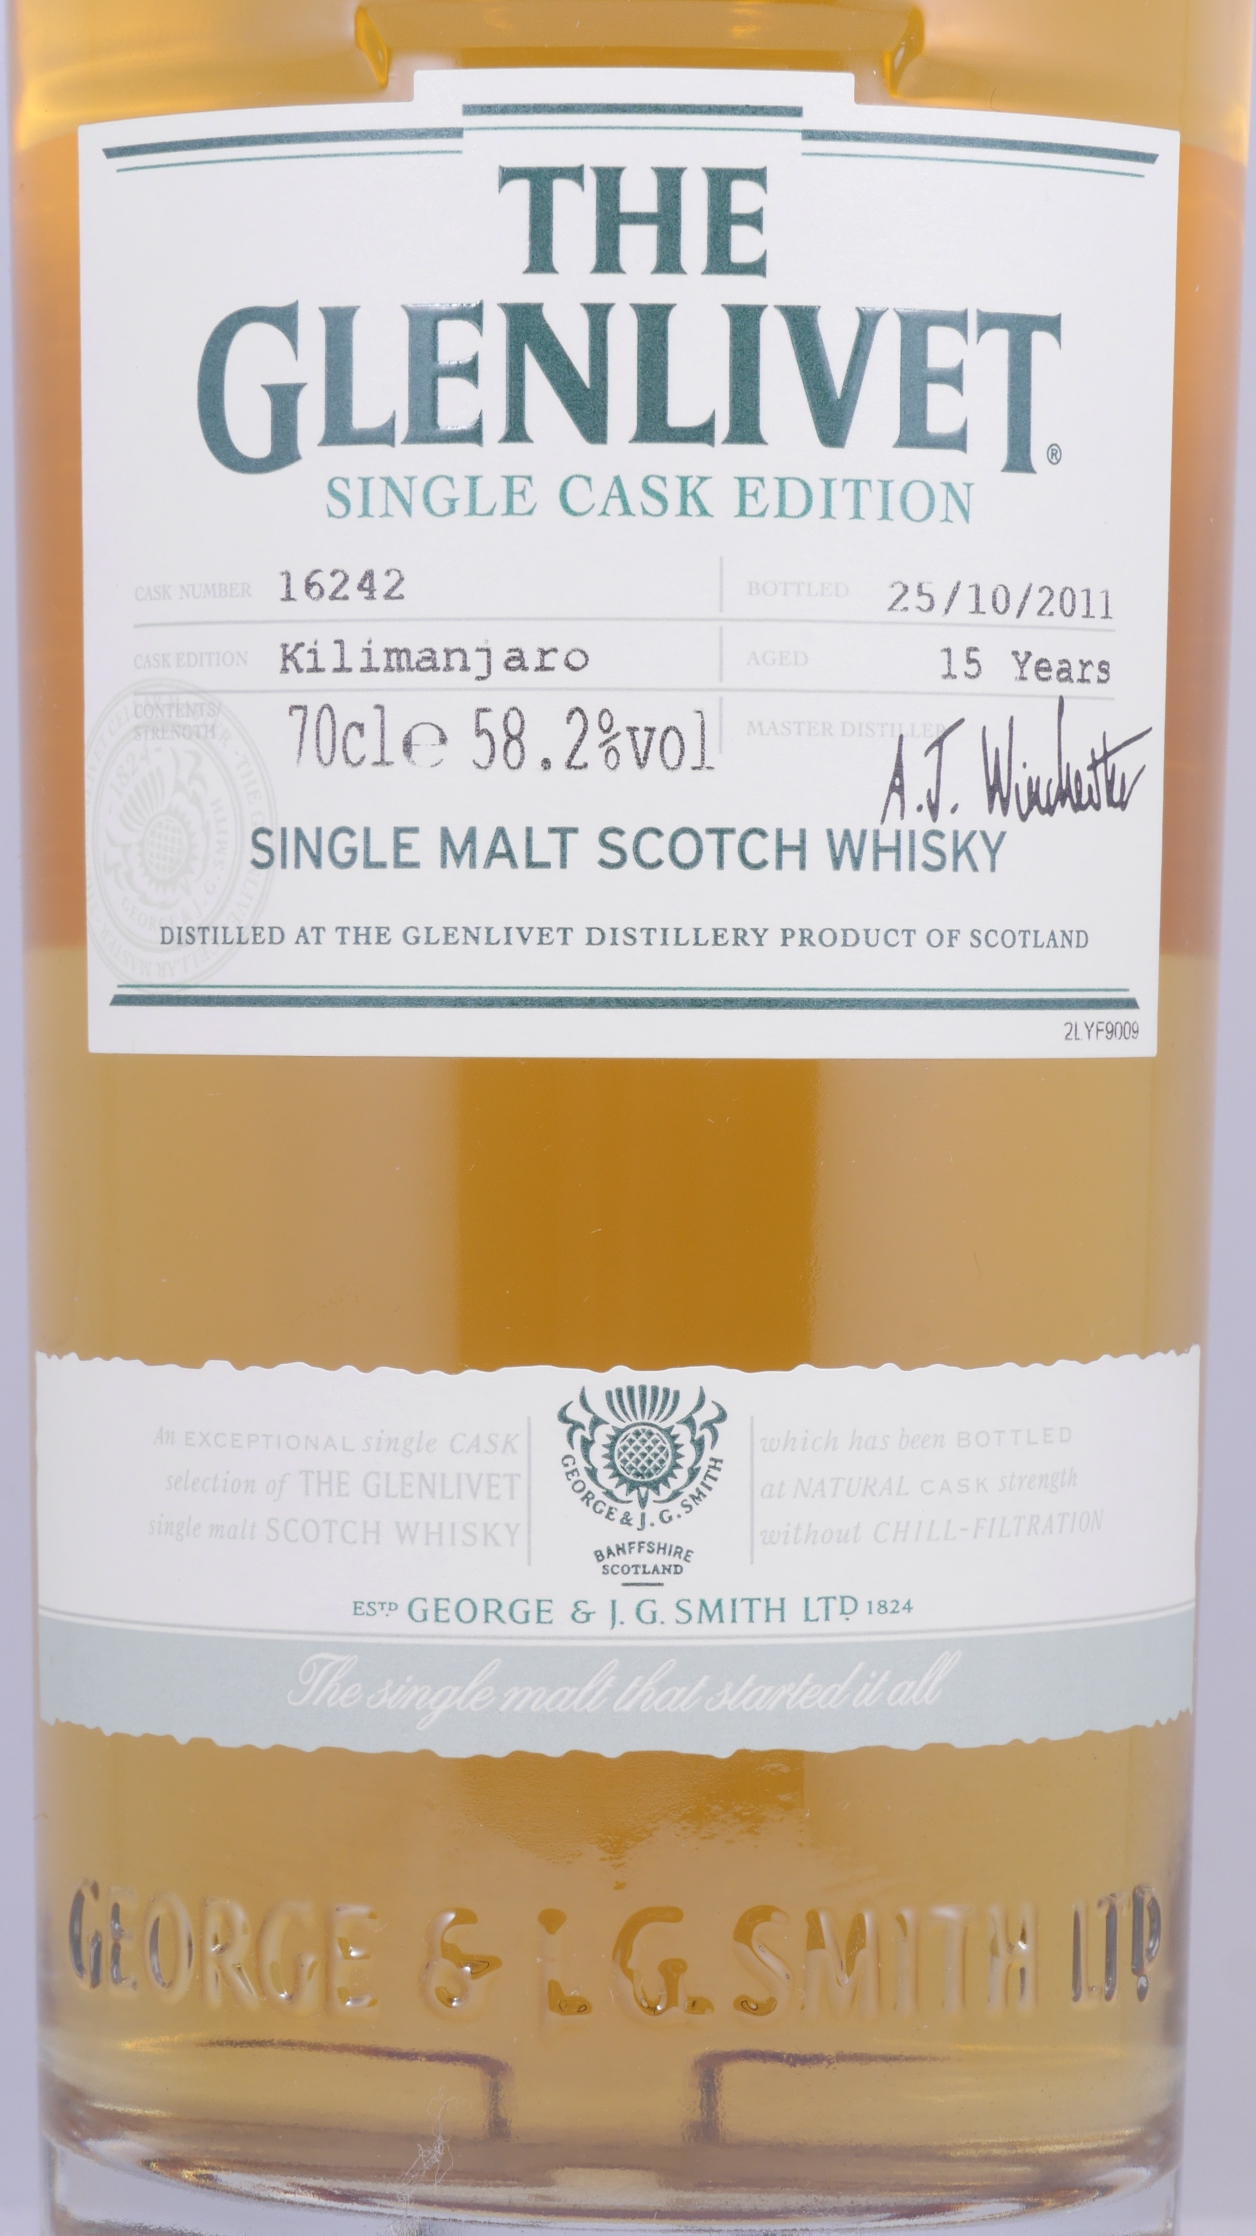 THE
GLENLIVET®
SINGLE CASK EDITION
CASK NUMBER 16242 BOTTLED 25/10/2011
CASK EDITION Kilimanjaro AGED 15 Years
CONTENTS/
STRENGTH 70cl℮ 58.2%vol MASTER DISTILLER A.J. Winchester
SINGLE MALT SCOTCH WHISKY
DISTILLED AT THE GLENLIVET DISTILLERY PRODUCT OF SCOTLAND
2LYF9009
An EXCEPTIONAL single CASK
selection of THE GLENLIVET
single malt SCOTCH WHISKY
GEORGE & J.G. SMITH
BANFFSHIRE
SCOTLAND
which has been BOTTLED
at NATURAL CASK strength
without CHILL-FILTRATION
ESTD GEORGE & J. G. SMITH LTD 1824
The single malt that started it all
GEORGE & J.G. SMITH LTD